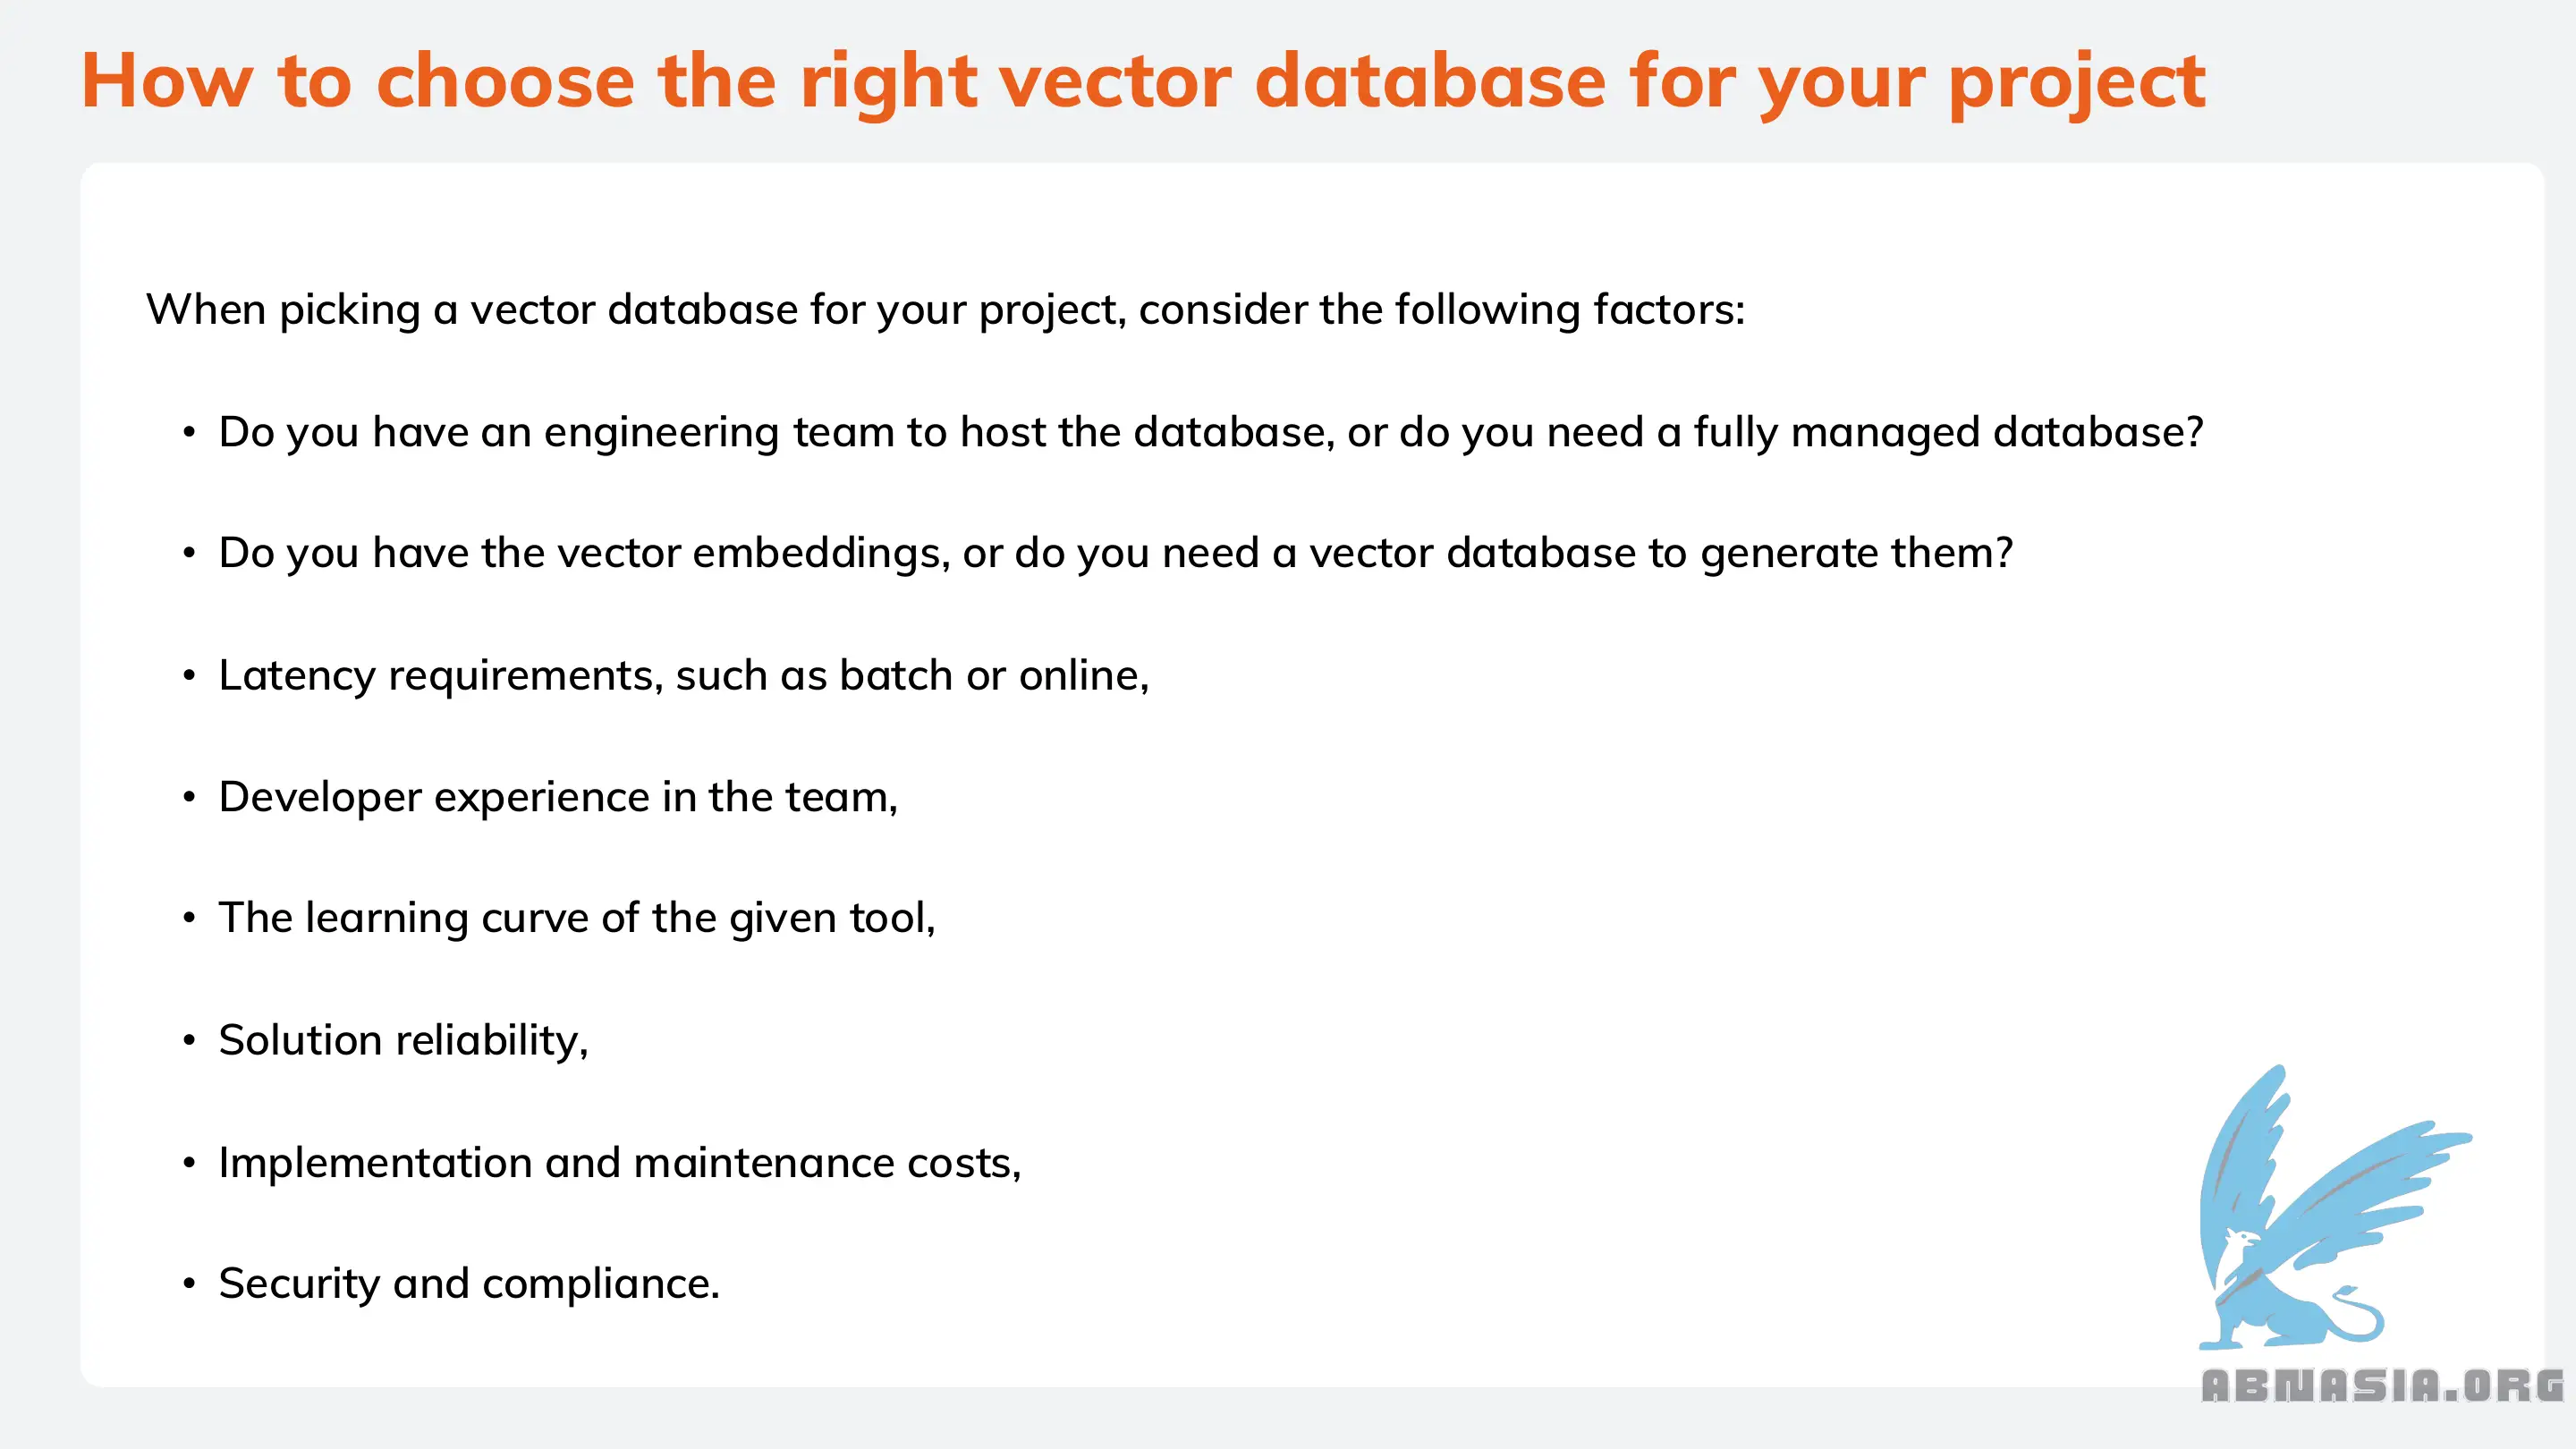 How to choose the right vector database for your project
When picking a vector database for your project, consider the following factors:
• Do you have an engineering team to host the database, or do you need a fully managed database?
• Do you have the vector embeddings, or do you need a vector database to generate them?
• Latency requirements, such as batch or online,
• Developer experience in the team,
• The learning curve of the given tool,
• Solution reliability,
• Implementation and maintenance costs,
• Security and compliance.
ABNASIA.ORG